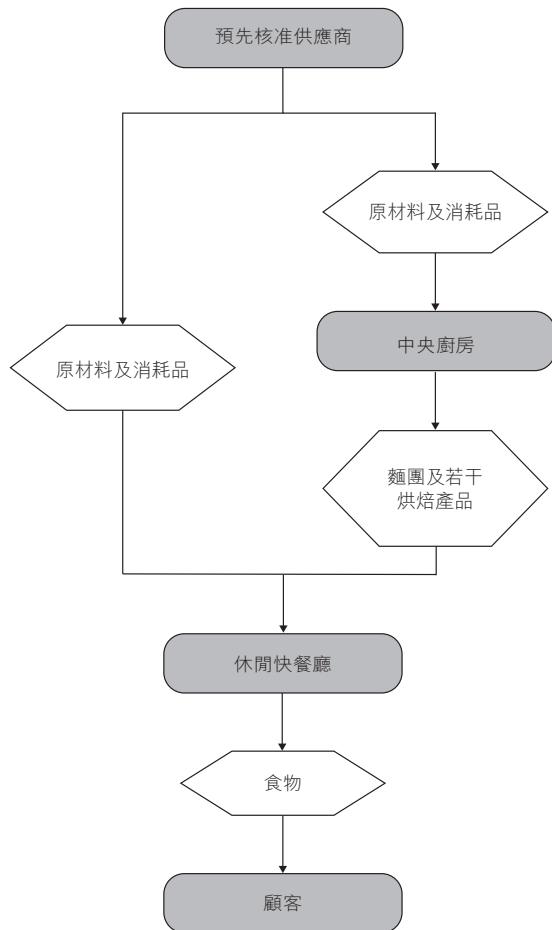 預先核准供應商
原材料及消耗品
中央廚房
原材料及消耗品
麵團及若干
烘焙產品
休閒快餐廳
食物
顧客